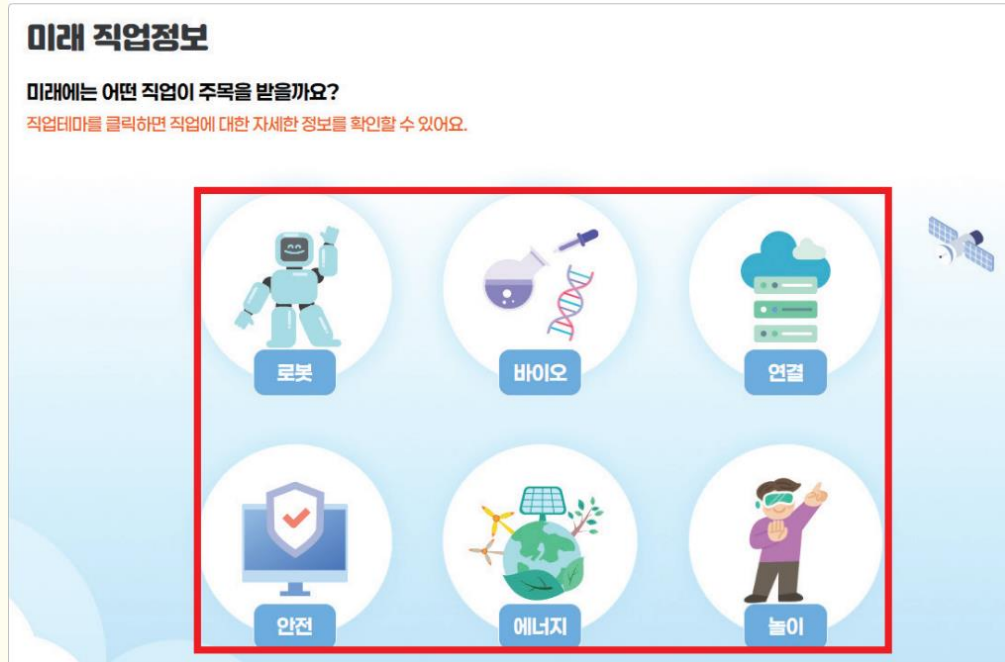 미래 직업정보
미래에는 어떤 직업이 주목을 받을까요?
직업테마를 클릭하면 직업에 대한 자세한 정보를 확인할 수 있어요.
로봇 바이오 연결
안전 에너지 놀이